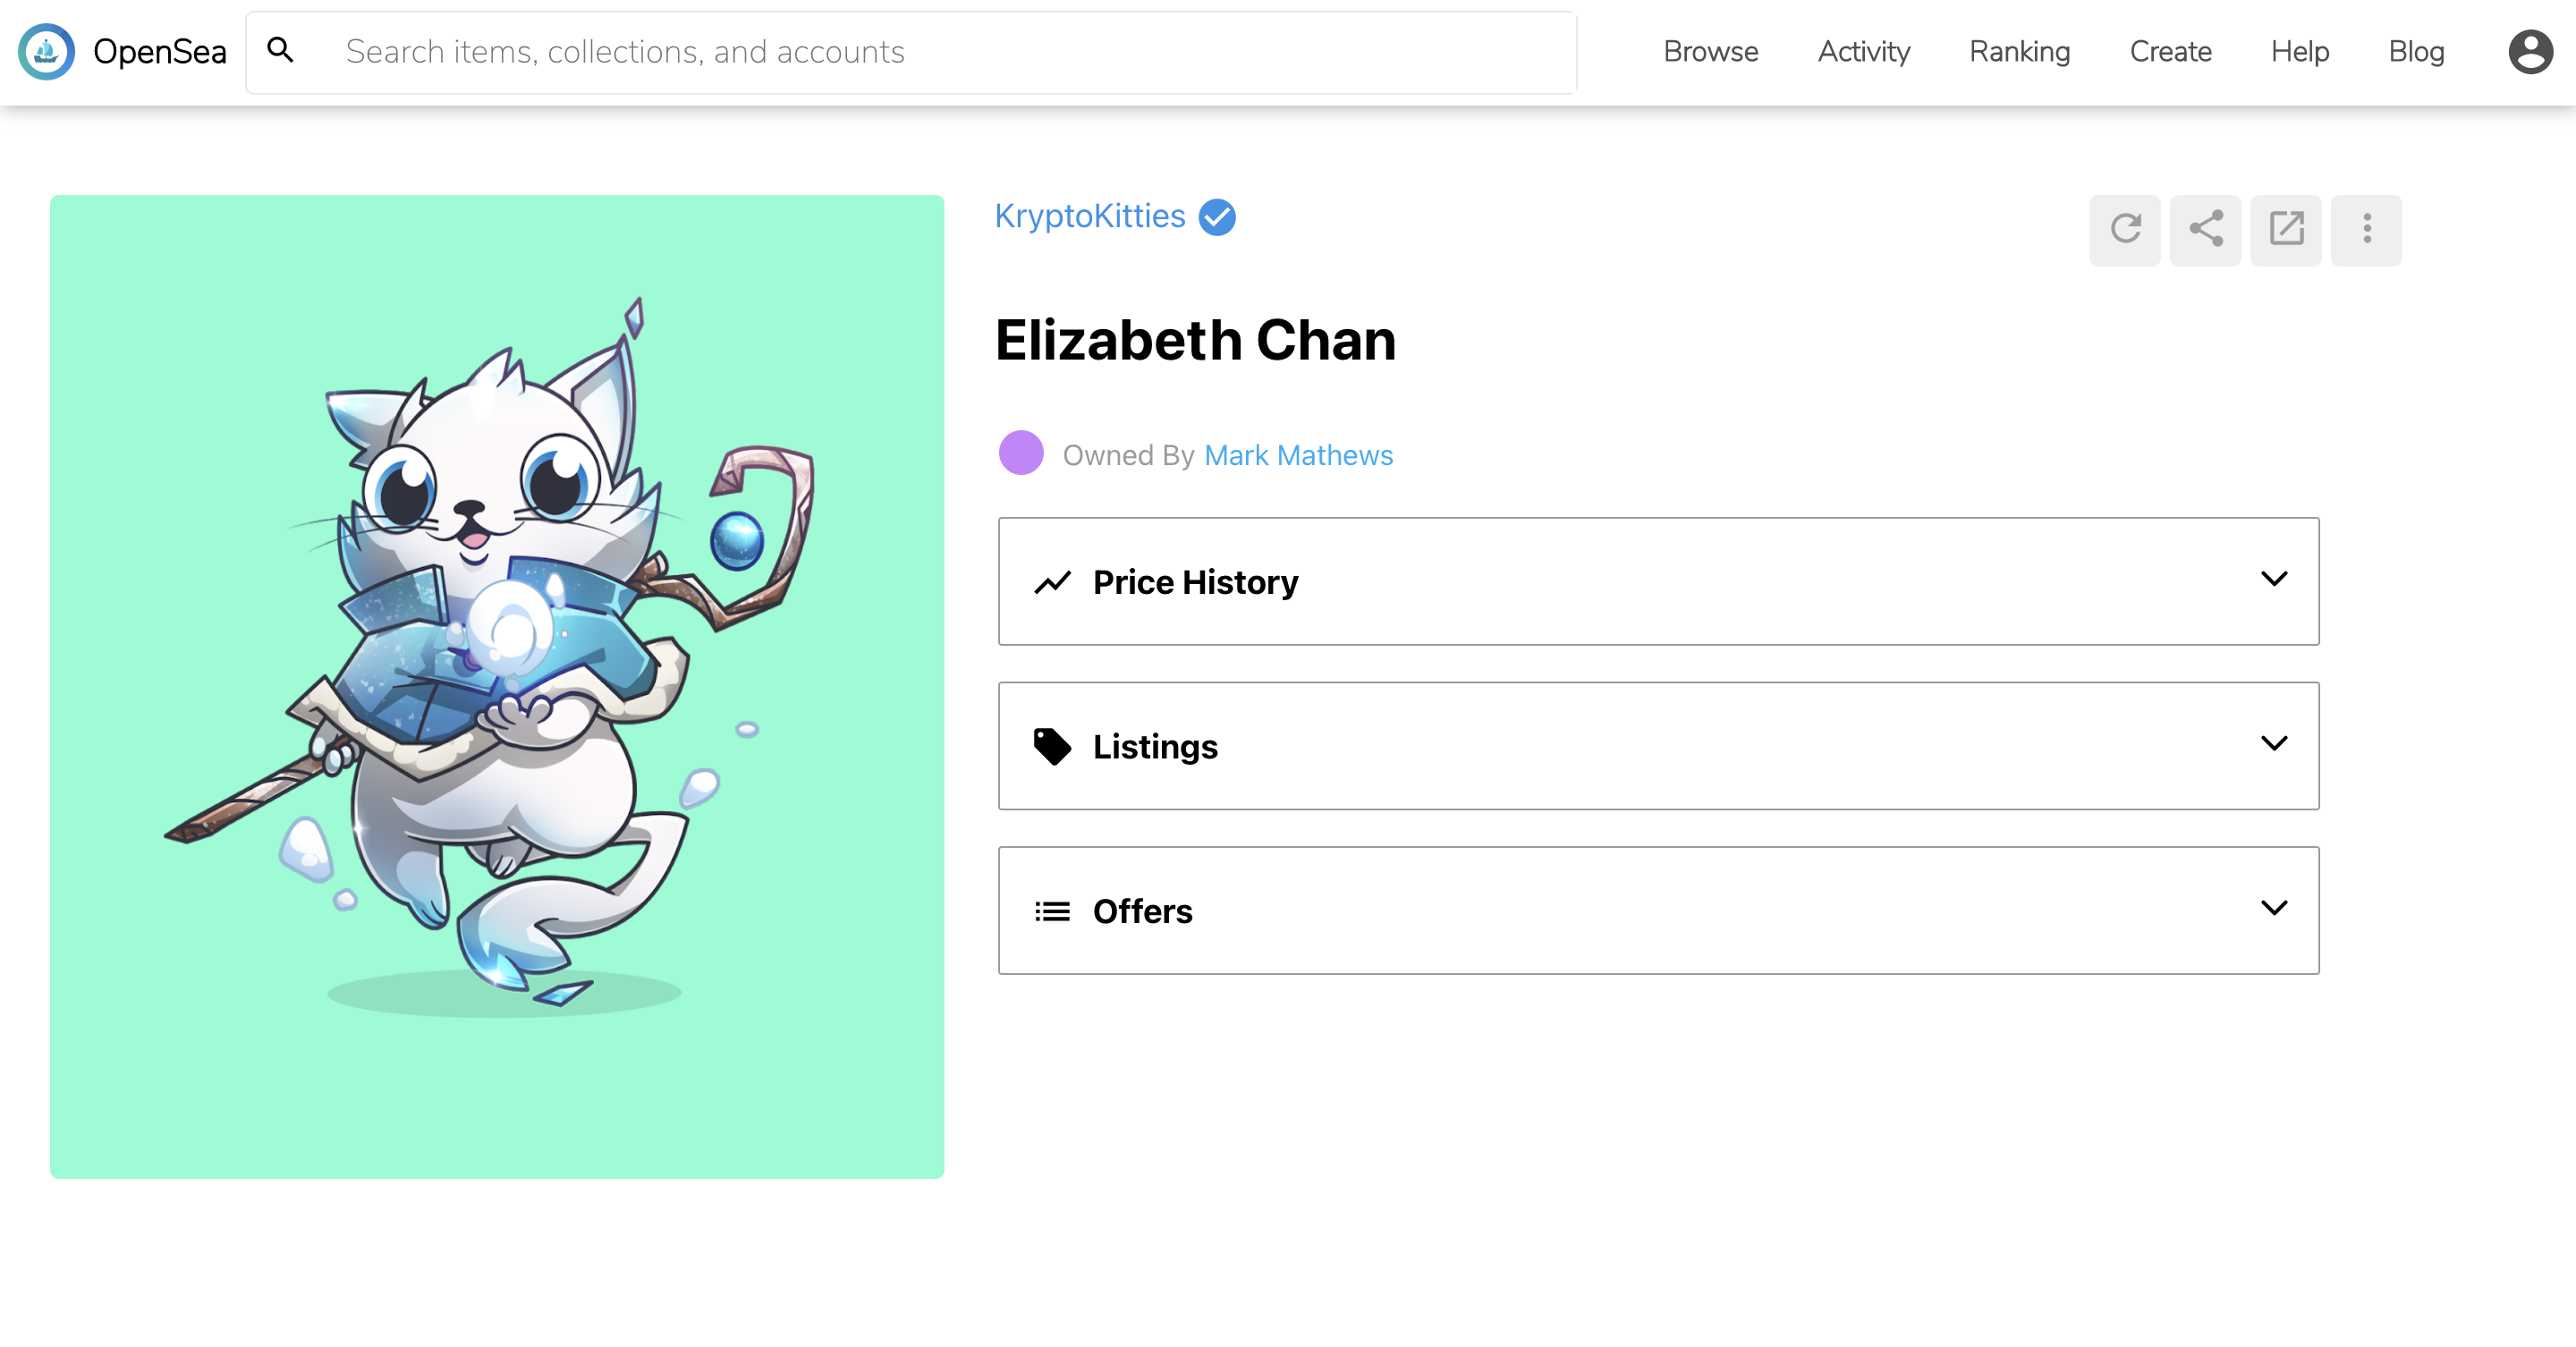 OpenSea
Search items, collections, and accounts
Browse
Activity
Ranking
Create
Help
Blog
KryptoKitties
Elizabeth Chan
Owned By Mark Mathews
Price History
Listings
Offers